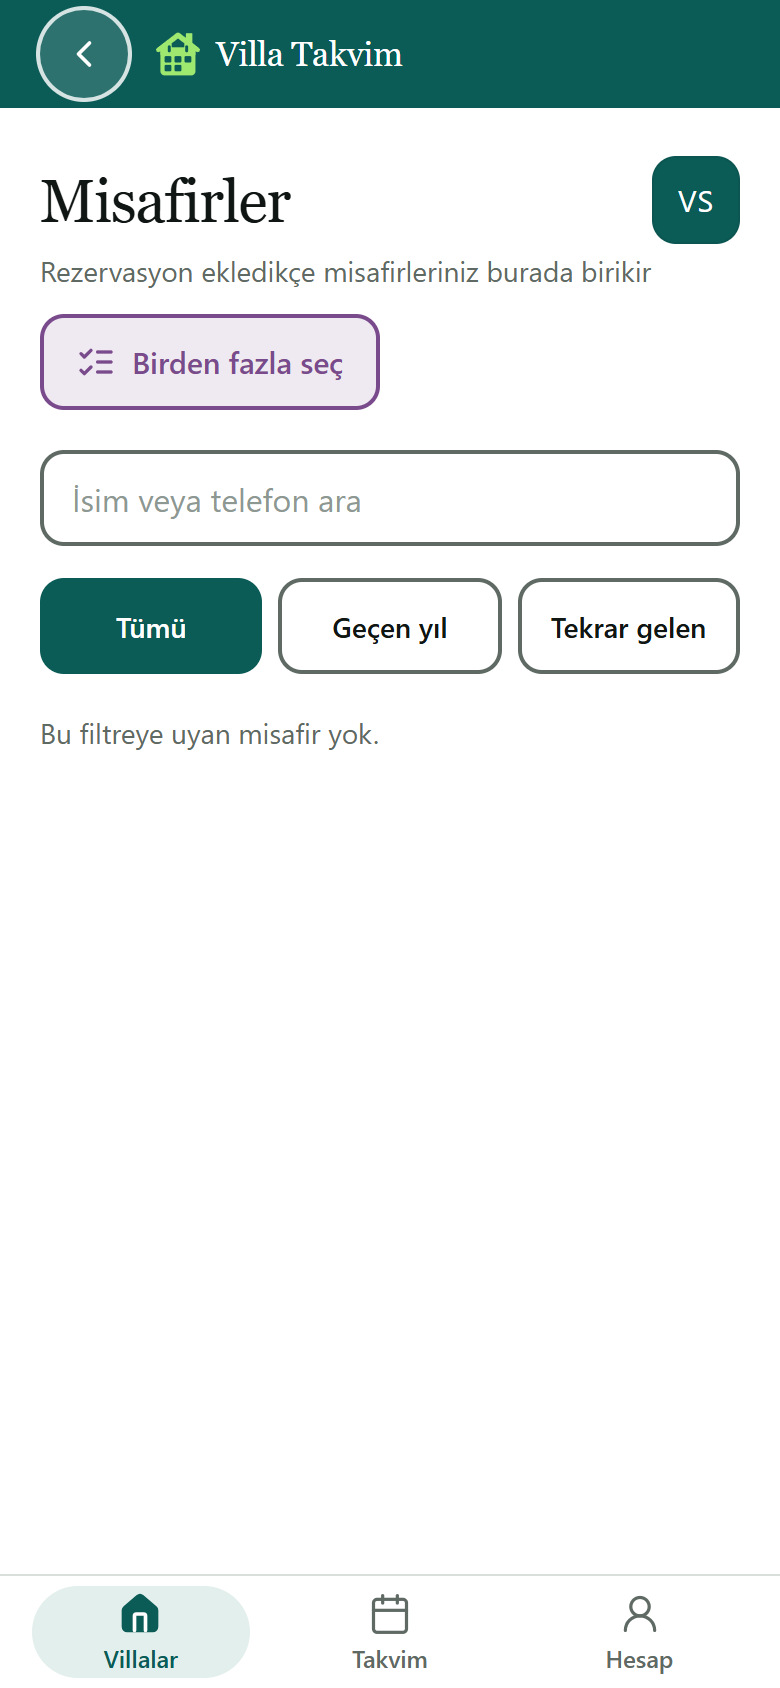 Villa Takvim
Misafirler
VS
Rezervasyon ekledikçe misafirleriniz burada birikir
Birden fazla seç
İsim veya telefon ara
Tümü
Geçen yıl
Tekrar gelen
Bu filtreye uyan misafir yok.
Villalar
Takvim
Hesap